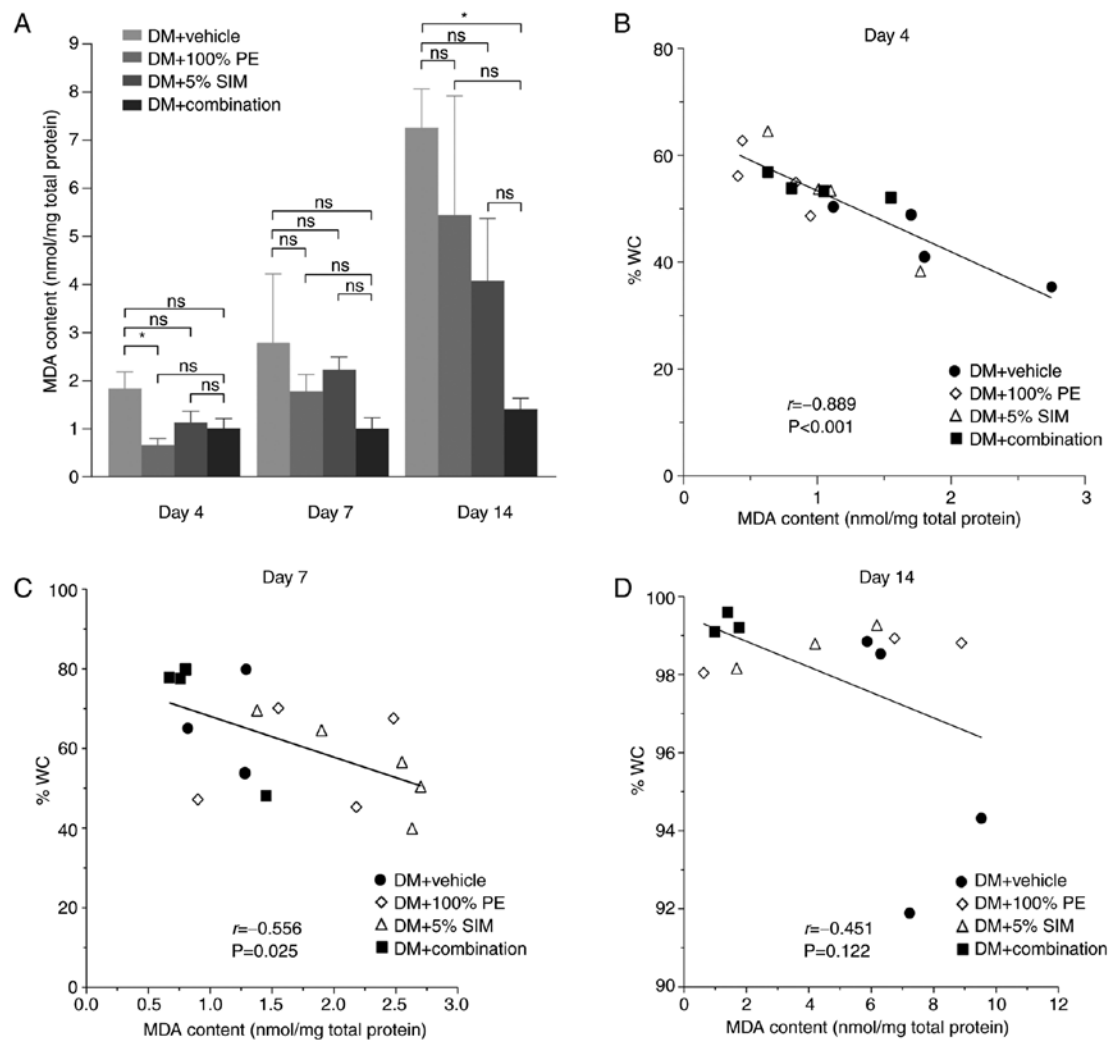 A
9
8
7
6
5
4
3
2
1
0
MDA content (nmol/mg total protein)
DM+vehicle
DM+100% PE
DM+5% SIM
DM+combination
*
ns
ns
ns
ns
ns
ns
ns
ns
ns
ns
ns
*
ns
ns
ns
ns
ns
Day 4
Day 7
Day 14
B
Day 4
80
60
40
20
0
% WC
DM+vehicle
DM+100% PE
DM+5% SIM
DM+combination
r=−0.889
P<0.001
0
1
2
3
MDA content (nmol/mg total protein)
C
Day 7
100
80
60
40
20
0
% WC
DM+vehicle
DM+100% PE
DM+5% SIM
DM+combination
r=−0.556
P=0.025
0.0
0.5
1.0
1.5
2.0
2.5
3.0
MDA content (nmol/mg total protein)
D
Day 14
100
98
96
94
92
90
% WC
DM+vehicle
DM+100% PE
DM+5% SIM
DM+combination
r=−0.451
P=0.122
0
2
4
6
8
10
12
MDA content (nmol/mg total protein)